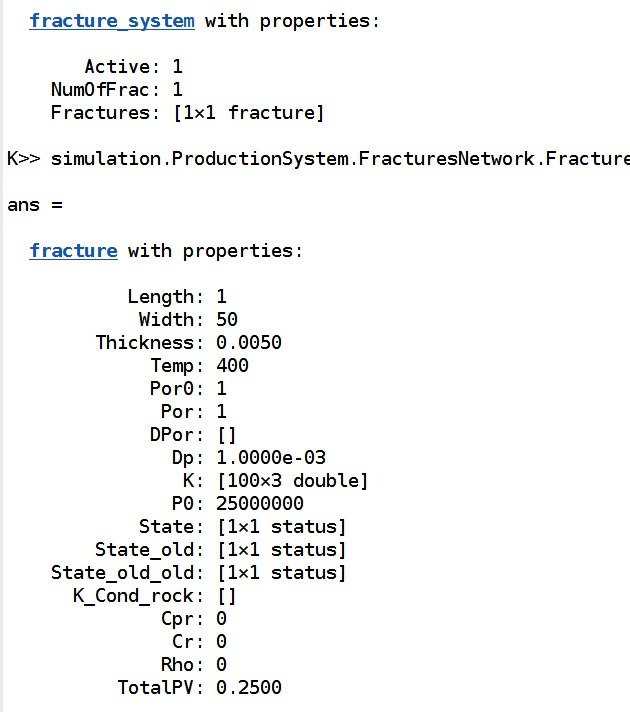 fracture_system with properties:
Active: 1
NumOfFrac: 1
Fractures: [1×1 fracture]
K>> simulation.ProductionSystem.FracturesNetwork.Fracture
ans =
fracture with properties:
Length: 1
Width: 50
Thickness: 0.0050
Temp: 400
Por0: 1
Por: 1
DPor: []
Dp: 1.0000e-03
K: [100×3 double]
P0: 25000000
State: [1×1 status]
State_old: [1×1 status]
State_old_old: [1×1 status]
K_Cond_rock: []
Cpr: 0
Cr: 0
Rho: 0
TotalPV: 0.2500